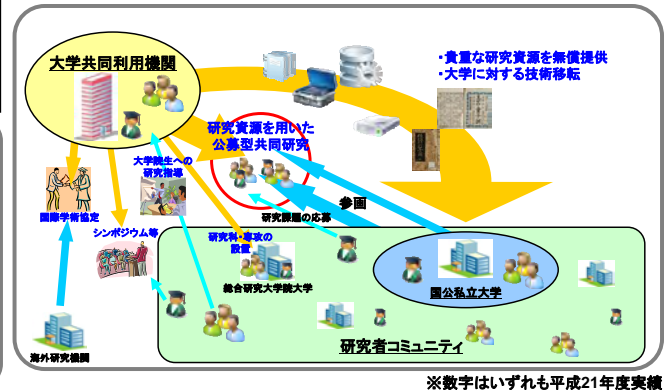 大学共同利用機関
・貴重な研究資源を無償提供
・大学に対する技術移転
研究資源を用いた
公募型共同研究
大学院生への
研究指導
参画
国際学術協定
研究課題の応募
シンポジウム等
研究科・専攻の
設置
総合研究大学院大学
国公私立大学
海外研究機関
研究者コミュニティ
※数字はいずれも平成21年度実績